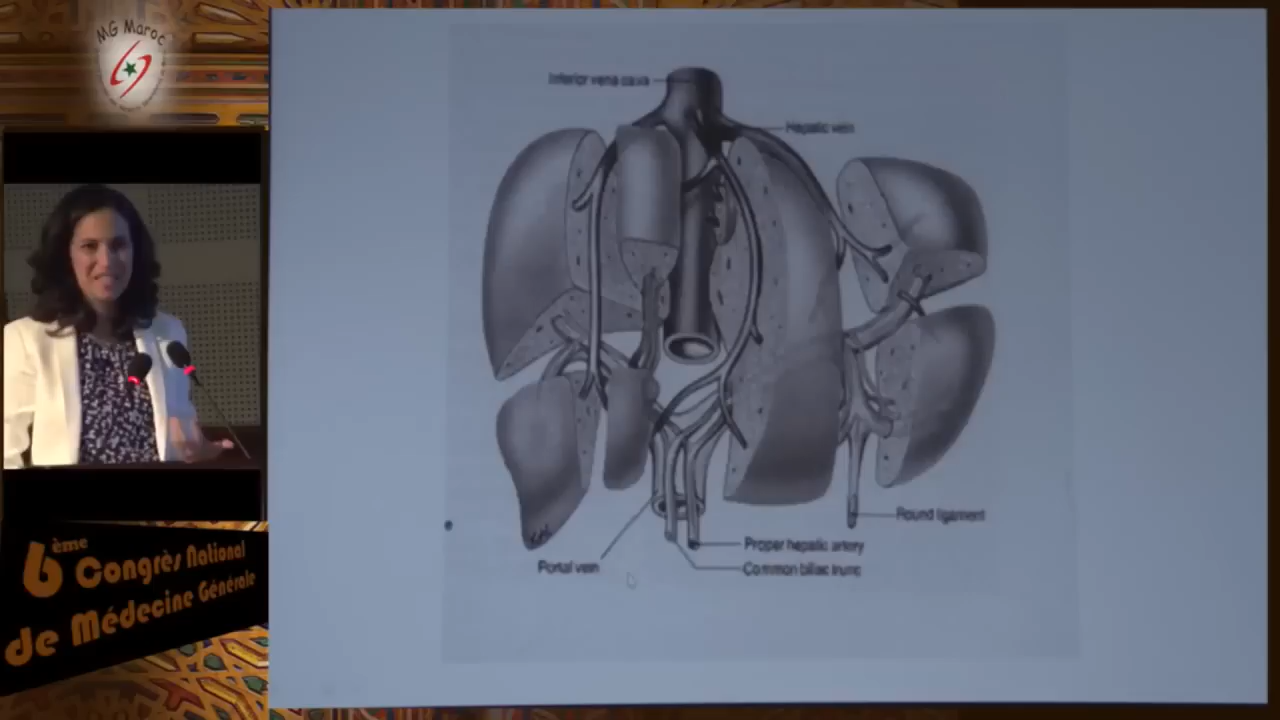 MG Maroc
Inferior vena cava
Hepatic vein
Round ligament
Proper hepatic artery
Portal vein
Common biliac trunc
6ème Congrès National
de Médecine Générale